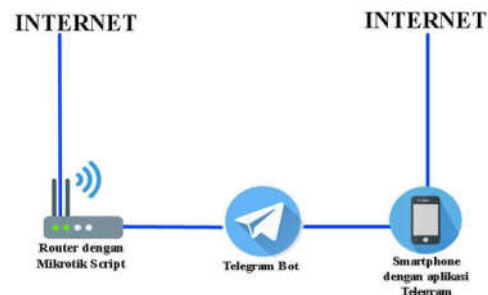 INTERNET
INTERNET
Router dengan
Mikrotik Script
Telegram Bot
Smartphone
dengan aplikasi
Telegram